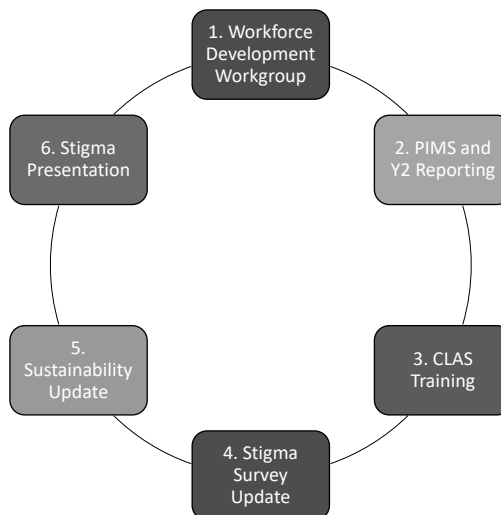 1. Workforce
Development
Workgroup
2. PIMS and
Y2 Reporting
3. CLAS
Training
4. Stigma
Survey
Update
5.
Sustainability
Update
6. Stigma
Presentation